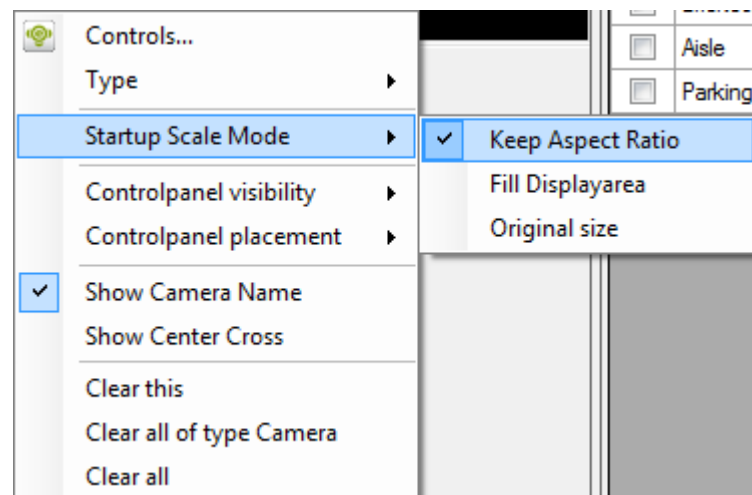 Controls...
Type
Startup Scale Mode
Controlpanel visibility
Controlpanel placement
Show Camera Name
Show Center Cross
Clear this
Clear all of type Camera
Clear all
Keep Aspect Ratio
Fill Displayarea
Original size
Aisle
Parking